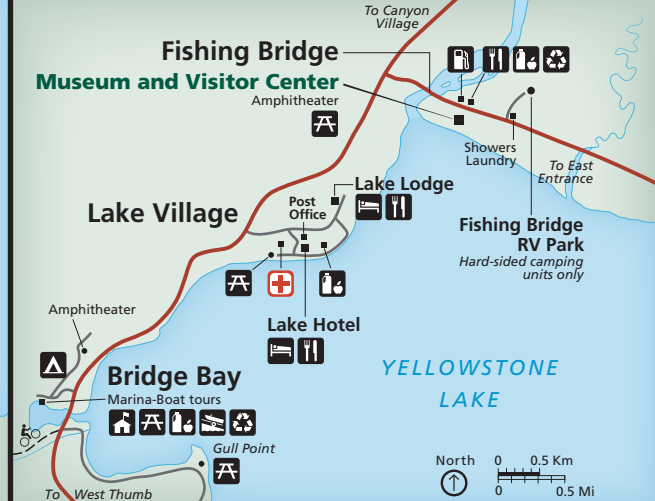 To Canyon
Village
Fishing Bridge
Museum and Visitor Center
Amphitheater
Showers
Laundry
To East
Entrance
Lake Lodge
Post
Office
Lake Village
Fishing Bridge
RV Park
Hard-sided camping
units only
Lake Hotel
Amphitheater
Bridge Bay
Marina-Boat tours
YELLOWSTONE
LAKE
Gull Point
North
0 0.5 Km
0 0.5 Mi
To West Thumb